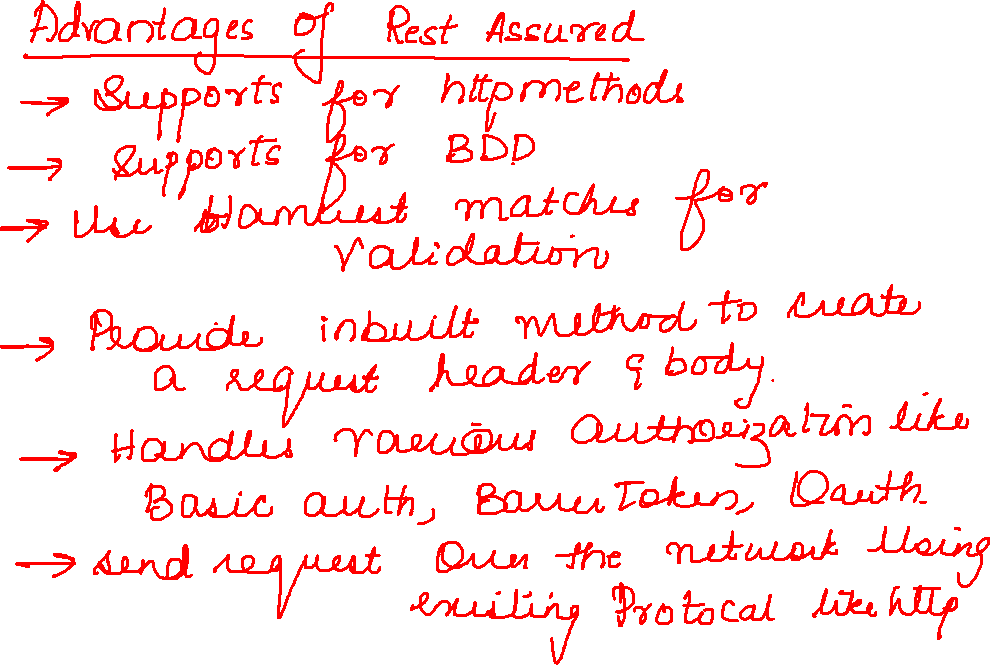 Advantages of Rest Assured
→ Supports for httpmethods
→ Supports for BDD
→ Use Hamcrest matches for
validation
→ Provide inbuilt method to create
a request header & body.
→ Handles various authorization like
Basic auth, Barrer Token, Oauth
→ send request Over the network Using
exisiting Protocal like http